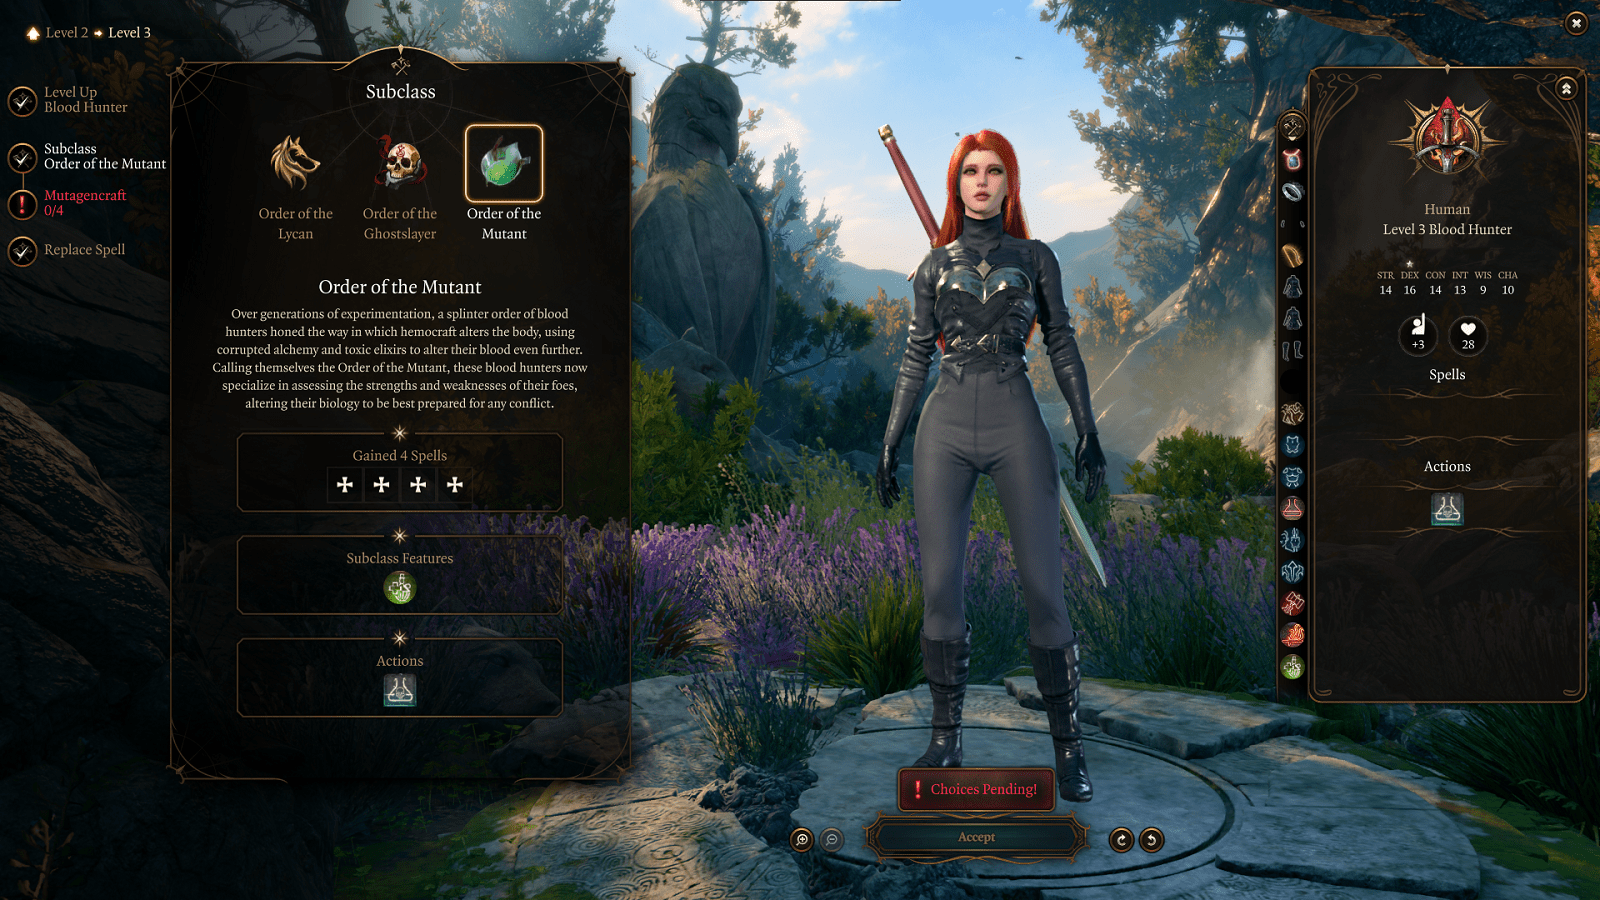 Level 2 Level 3
Level Up
Blood Hunter
Subclass
Order of the Mutant
Mutagencraft
0/4
Replace Spell
Subclass
Order of the
Lycan
Order of the
Ghostslayer
Order of the
Mutant
Order of the Mutant
Over generations of experimentation, a splinter order of blood
hunters honed the way in which hemocraft alters the body, using
corrupted alchemy and toxic elixirs to alter their blood even further.
Calling themselves the Order of the Mutant, these blood hunters now
specialize in assessing the strengths and weaknesses of their foes,
altering their biology to be best prepared for any conflict.
Gained 4 Spells
Subclass Features
Actions
Choices Pending!
Accept
Human
Level 3 Blood Hunter
STR DEX CON INT WIS CHA
14 16 14 13 9 10
+3 28
Spells
Actions